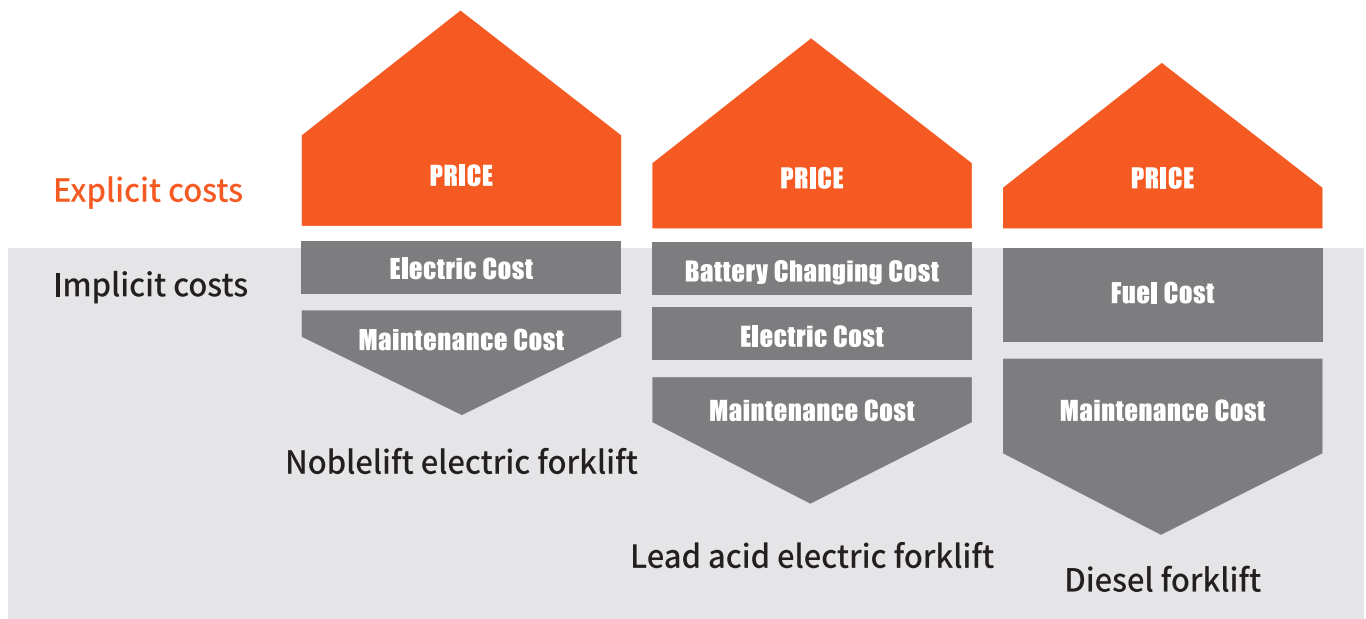 Explicit costs
Implicit costs
PRICE
Electric Cost
Maintenance Cost
Noblelift electric forklift
PRICE
Battery Changing Cost
Electric Cost
Maintenance Cost
Lead acid electric forklift
PRICE
Fuel Cost
Maintenance Cost
Diesel forklift